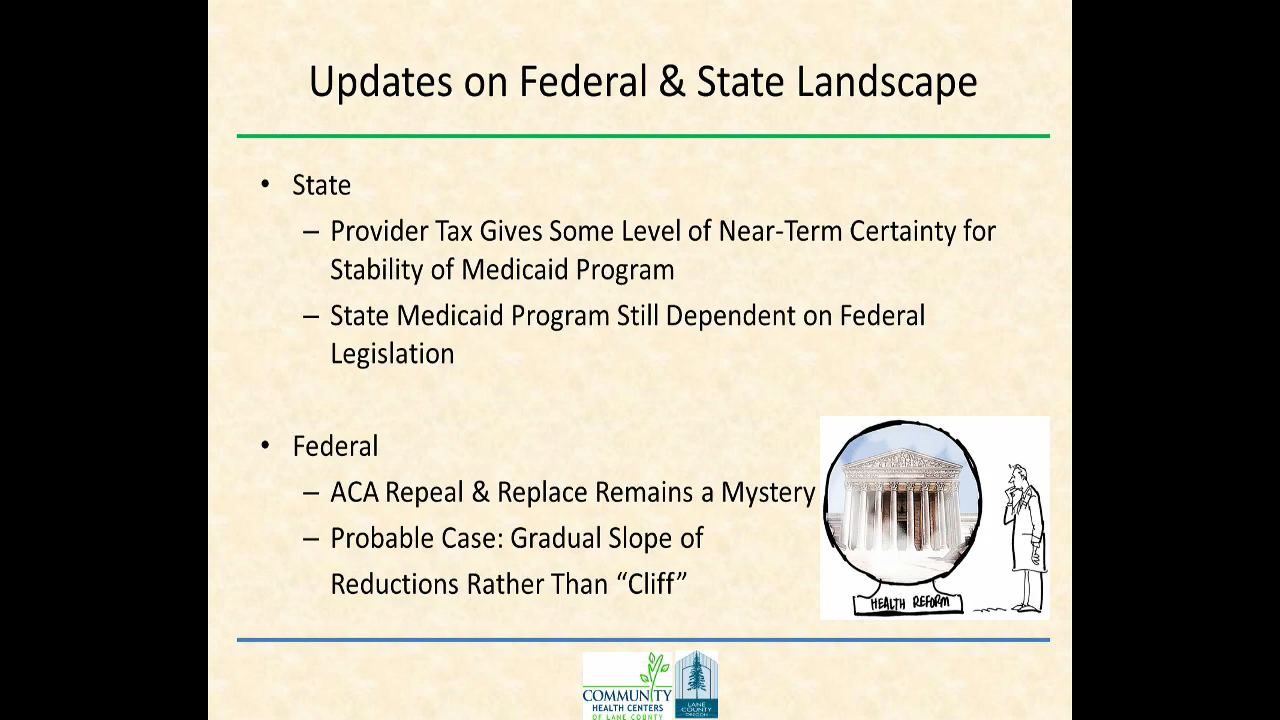 Updates on Federal & State Landscape
• State
– Provider Tax Gives Some Level of Near-Term Certainty for
Stability of Medicaid Program
– State Medicaid Program Still Dependent on Federal
Legislation
• Federal
– ACA Repeal & Replace Remains a Mystery
– Probable Case: Gradual Slope of
Reductions Rather Than “Cliff”
HEALTH REFORM
COMMUNITY
HEALTH CENTERS
OF LANE COUNTY
LANE
COUNTY
OREGON